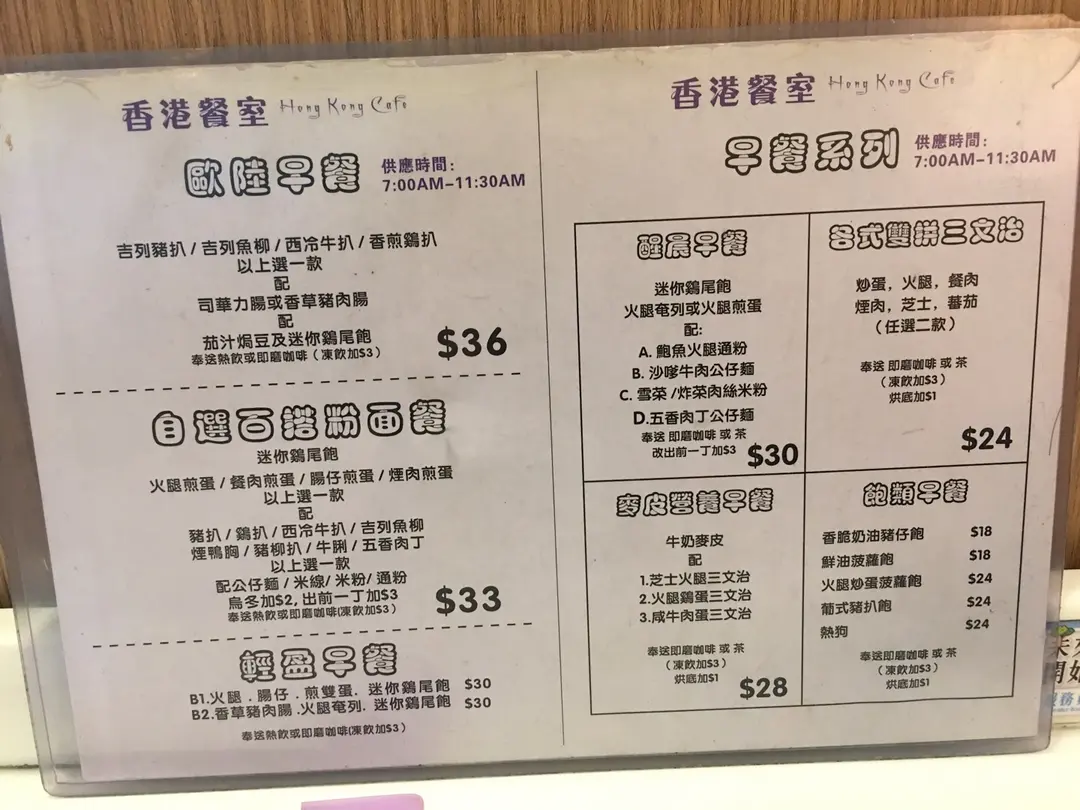 香港餐室 Hong Kong Cafe
歐陸早餐
供應時間:
7:00AM-11:30AM
吉列豬扒 / 吉列魚柳 / 西冷牛扒 / 香煎鷄扒
以上選一款
配
司華力腸或香草豬肉腸
配
茄汁焗豆及迷你鷄尾飽
奉送熱飲或即磨咖啡（凍飲加$3）
$36
自選百搭粉面餐
迷你鷄尾飽
火腿煎蛋 / 餐肉煎蛋 / 腸仔煎蛋 / 煙肉煎蛋
以上選一款
配
豬扒 / 鷄扒 / 西冷牛扒 / 吉列魚柳
煙鴨胸 / 豬柳扒 / 牛脷 / 五香肉丁
以上選一款
配公仔麵 / 米線/ 米粉/ 通粉
烏冬加$2, 出前一丁加$3
奉送熱飲或即磨咖啡(凍飲加$3）
$33
輕盈早餐
B1.火腿 . 腸仔 . 煎雙蛋. 迷你鷄尾飽 $30
B2.香草豬肉腸 .火腿奄列. 迷你鷄尾飽 $30
奉送熱飲或即磨咖啡(凍飲加$3）
香港餐室 Hong Kong Cafe
早餐系列
供應時間:
7:00AM-11:30AM
醒晨早餐
迷你鷄尾飽
火腿奄列或火腿煎蛋
配:
A. 鮑魚火腿通粉
B. 沙嗲牛肉公仔麵
C. 雪菜 /炸菜肉絲米粉
D.五香肉丁公仔麵
奉送 即磨咖啡 或 茶
改出前一丁加$3
$30
各式雙拼三文治
炒蛋，火腿，餐肉
煙肉，芝士，蕃茄
（任選二款）
奉送 即磨咖啡 或 茶
（凍飲加$3）
烘底加$1
$24
麥皮營養早餐
牛奶麥皮
配
1.芝士火腿三文治
2.火腿鷄蛋三文治
3.咸牛肉蛋三文治
奉送即磨咖啡 或 茶
（凍飲加$3）
烘底加$1
$28
飽類早餐
香脆奶油豬仔飽 $18
鮮油菠蘿飽 $18
火腿炒蛋菠蘿飽 $24
葡式豬扒飽 $24
熱狗 $24
奉送即磨咖啡 或 茶
（凍飲加$3）
烘底加$1